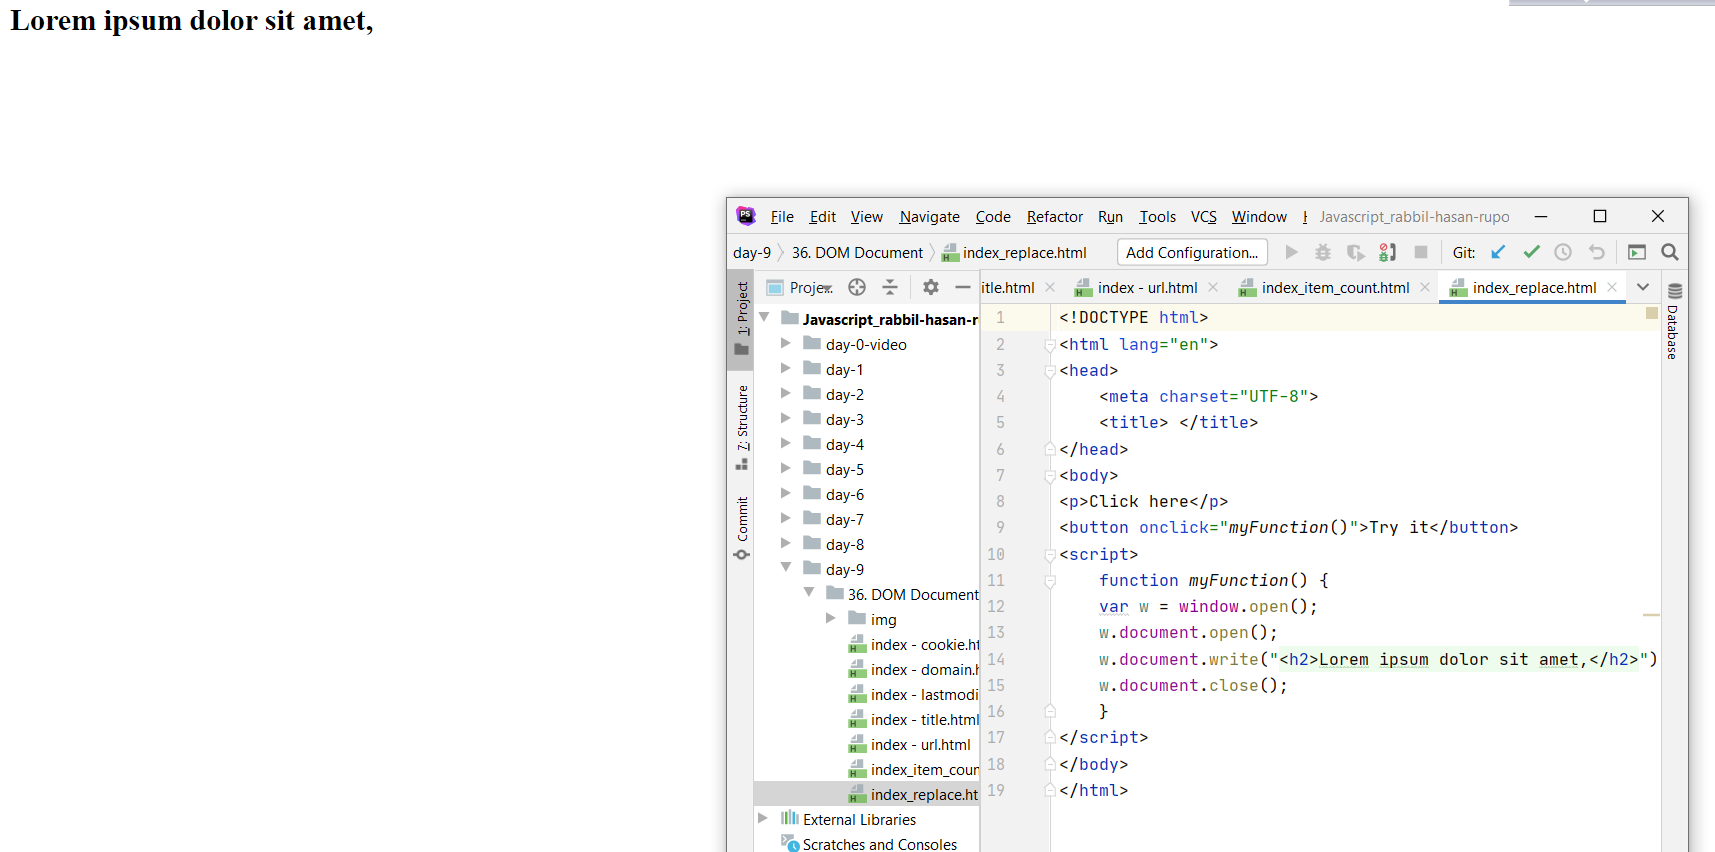 Lorem ipsum dolor sit amet,
PS
File Edit View Navigate Code Refactor Run Tools VCS Window Javascript_rabbil-hasan-rupo
day-9 36. DOM Document index_replace.html Add Configuration... Git:
1: Project
7: Structure
Commit
Projec
Javascript_rabbil-hasan-r
day-0-video
day-1
day-2
day-3
day-4
day-5
day-6
day-7
day-8
day-9
36. DOM Document
img
index - cookie.ht
index - domain.h
index - lastmodi
index - title.html
index - url.html
index_item_coun
index_replace.ht
External Libraries
Scratches and Consoles
itle.html index - url.html index_item_count.html index_replace.html
1 <!DOCTYPE html>
2 <html lang="en">
3 <head>
4 <meta charset="UTF-8">
5 <title> </title>
6 </head>
7 <body>
8 <p>Click here</p>
9 <button onclick="myFunction()">Try it</button>
10 <script>
11 function myFunction() {
12 var w = window.open();
13 w.document.open();
14 w.document.write("<h2>Lorem ipsum dolor sit amet,</h2>")
15 w.document.close();
16 }
17 </script>
18 </body>
19 </html>
Database